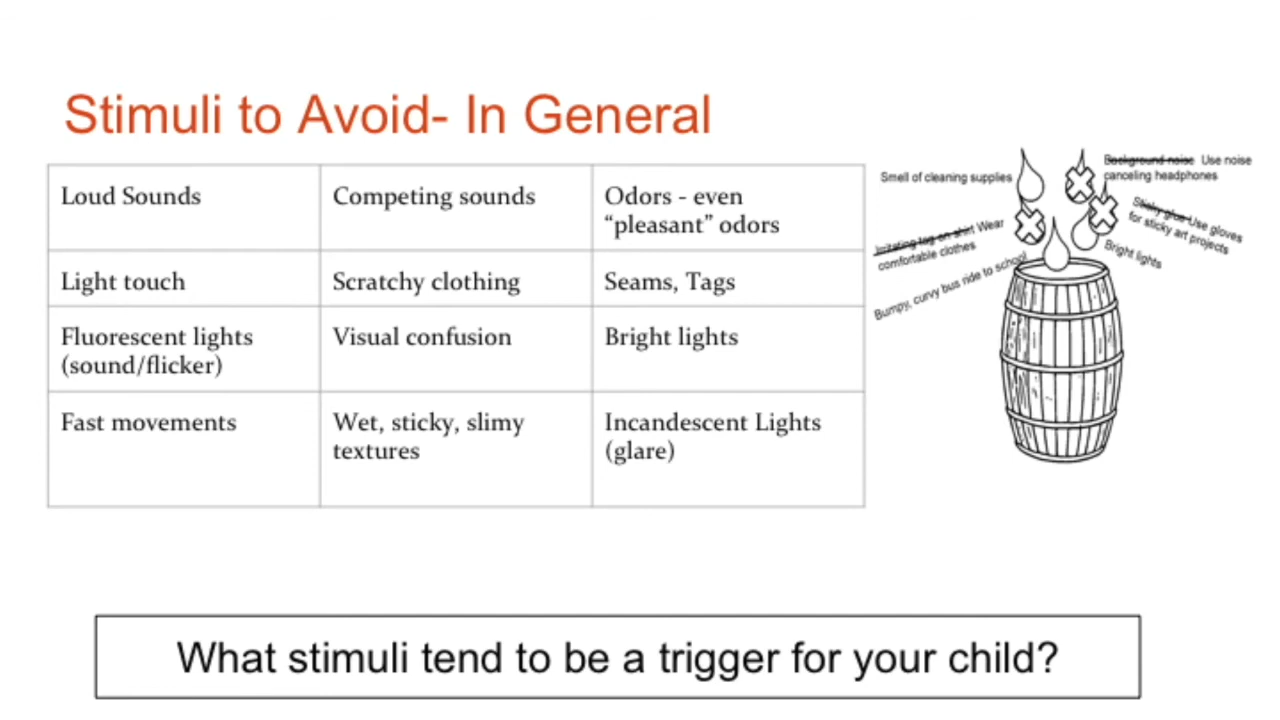 Stimuli to Avoid- In General
Loud Sounds
Competing sounds
Odors - even
“pleasant” odors
Light touch
Scratchy clothing
Seams, Tags
Fluorescent lights
(sound/flicker)
Visual confusion
Bright lights
Fast movements
Wet, sticky, slimy
textures
Incandescent Lights
(glare)
Smell of cleaning supplies
Background noise Use noise
canceling headphones
Irritating tag on shirt Wear
comfortable clothes
Sticky glue Use gloves
for sticky art projects
Bright lights
Bumpy, curvy bus ride to school
What stimuli tend to be a trigger for your child?